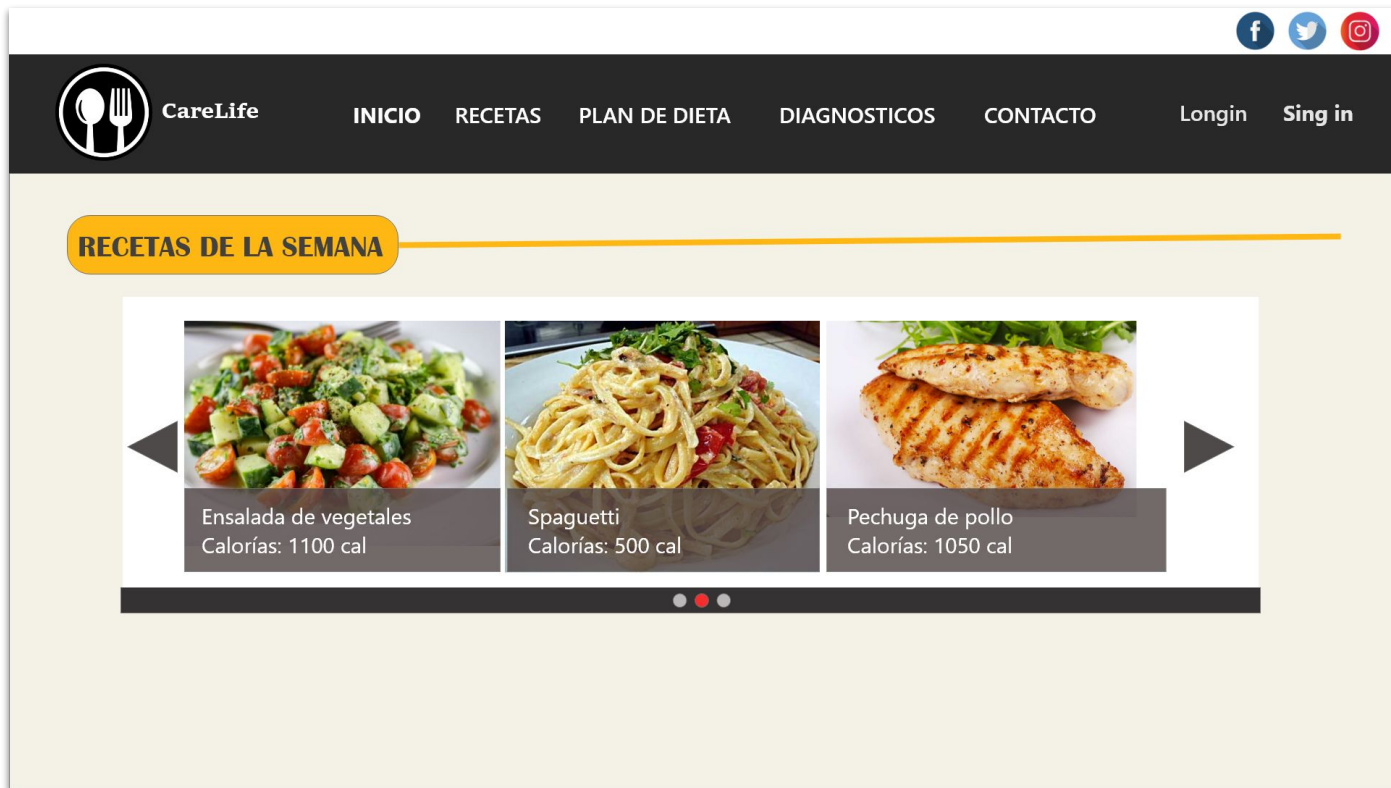 CareLife
INICIO RECETAS PLAN DE DIETA DIAGNOSTICOS CONTACTO Longin Sing in
RECETAS DE LA SEMANA
Ensalada de vegetales
Calorías: 1100 cal
Spaguetti
Calorías: 500 cal
Pechuga de pollo
Calorías: 1050 cal